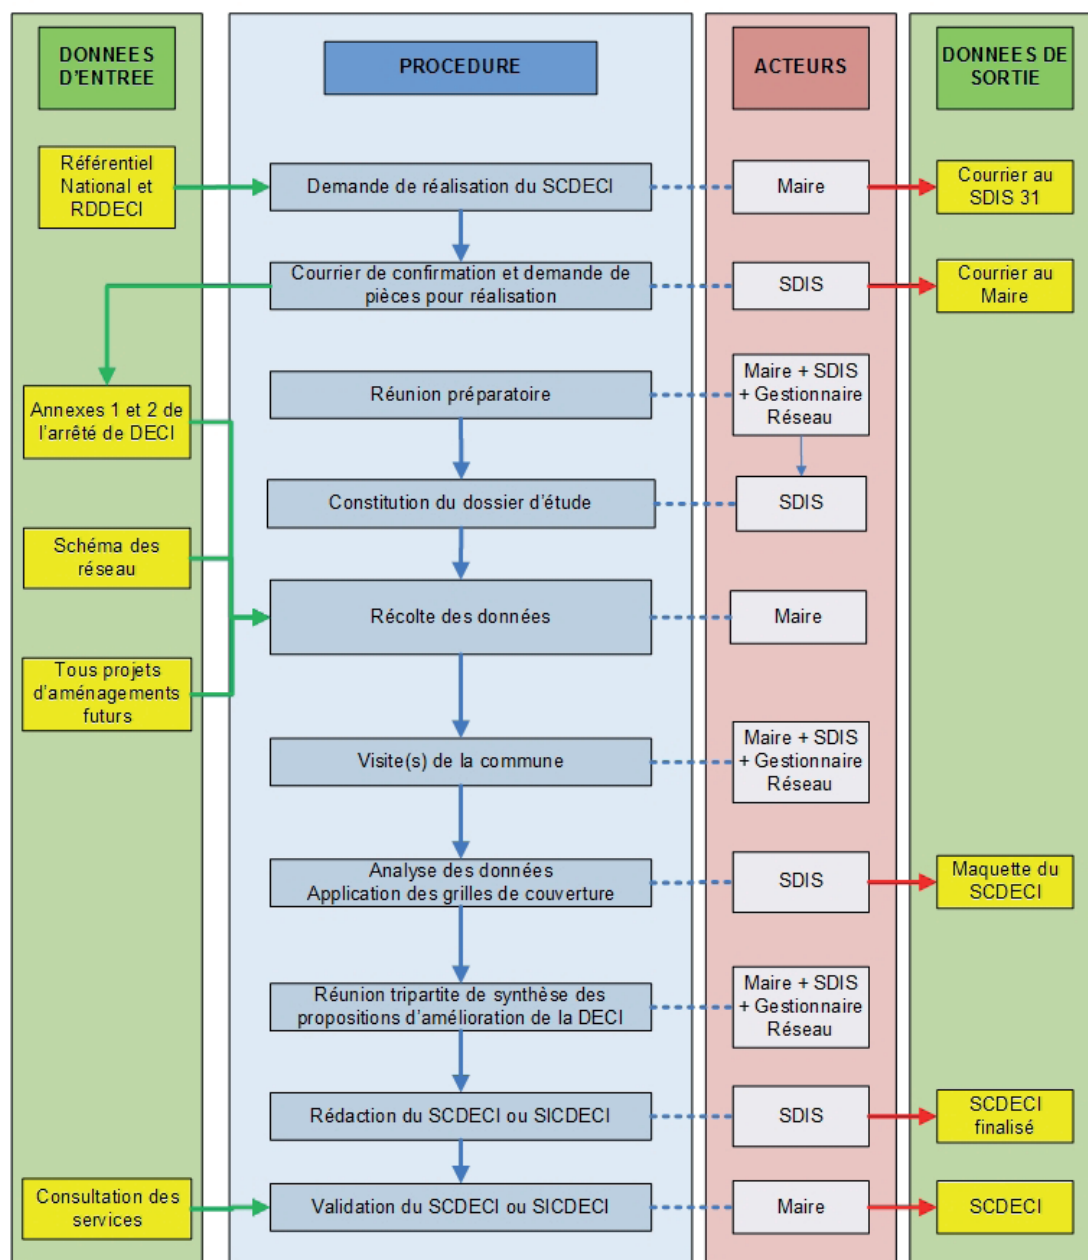 DONNEES
D'ENTREE
PROCEDURE
ACTEURS
DONNEES DE
SORTIE
Référentiel
National et
RDDECI
Demande de réalisation du SCDECI
Maire
Courrier au
SDIS 31
Courrier de confirmation et demande de
pièces pour réalisation
SDIS
Courrier au
Maire
Réunion préparatoire
Maire + SDIS
+ Gestionnaire
Réseau
Annexes 1 et 2 de
l'arrêté de DECI
Constitution du dossier d'étude
SDIS
Schéma des
réseau
Récolte des données
Maire
Tous projets
d'aménagements
futurs
Visite(s) de la commune
Maire + SDIS
+ Gestionnaire
Réseau
Analyse des données
Application des grilles de couverture
SDIS
Maquette du
SCDECI
Réunion tripartite de synthèse des
propositions d'amélioration de la DECI
Maire + SDIS
+ Gestionnaire
Réseau
Rédaction du SCDECI ou SICDECI
SDIS
SCDECI
finalisé
Consultation des
services
Validation du SCDECI ou SICDECI
Maire
SCDECI